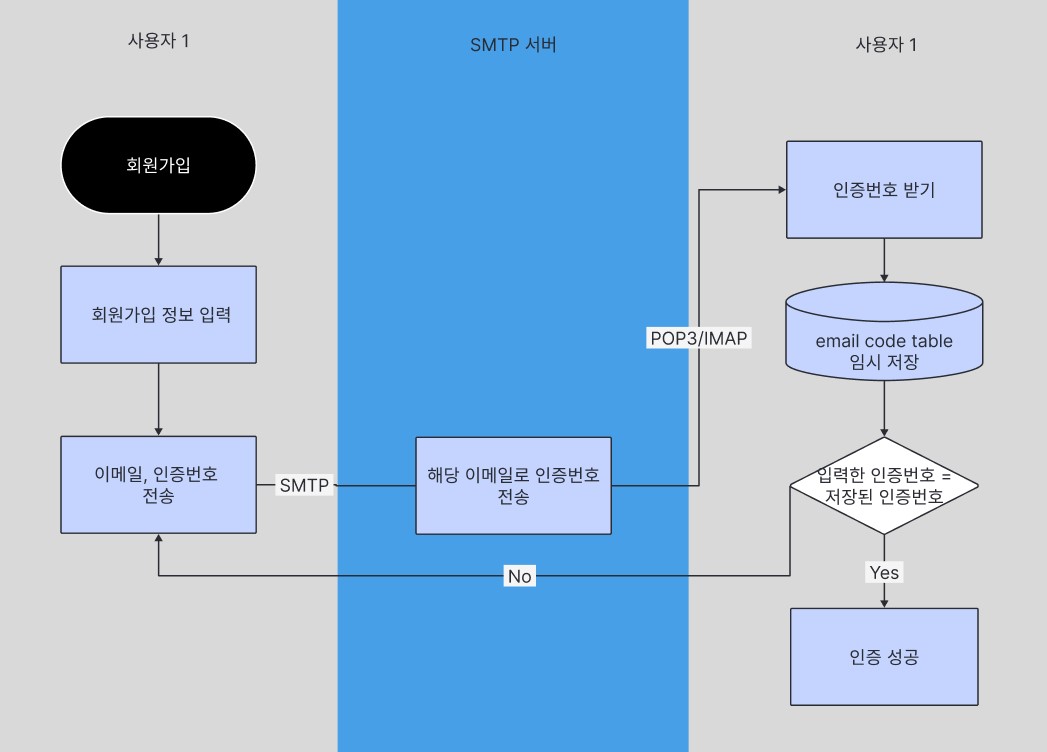 사용자 1
SMTP 서버
사용자 1
회원가입
회원가입 정보 입력
이메일, 인증번호
전송
SMTP
해당 이메일로 인증번호
전송
POP3/IMAP
인증번호 받기
email code table
임시 저장
입력한 인증번호 =
저장된 인증번호
No
Yes
인증 성공